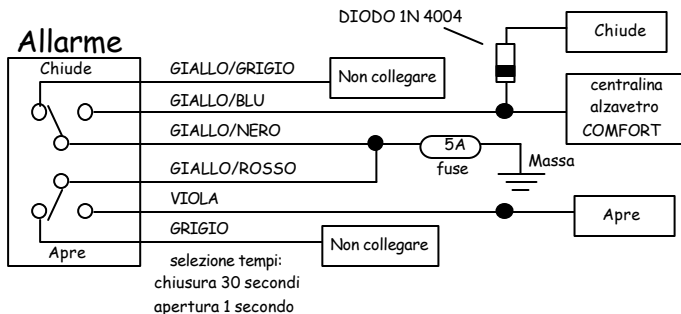 DIODO 1N 4004
Chiude
Allarme
Chiude
GIALLO/GRIGIO
Non collegare
GIALLO/BLU
centralina
alzavetro
COMFORT
GIALLO/NERO
5A
fuse
Massa
GIALLO/ROSSO
VIOLA
Apre
GRIGIO
Non collegare
Apre
selezione tempi:
chiusura 30 secondi
apertura 1 secondo